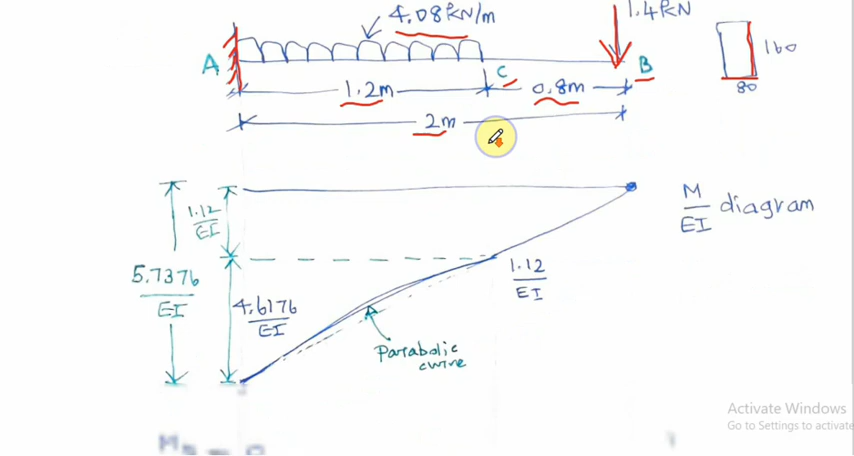 4.08 kN/m
1.4 kN
A
C
B
1.2m
0.8m
2m
160
80
M/EI diagram
1.12/EI
5.7376/EI
4.6176/EI
1.12/EI
Parabolic
curve
Activate Windows
Go to Settings to activate